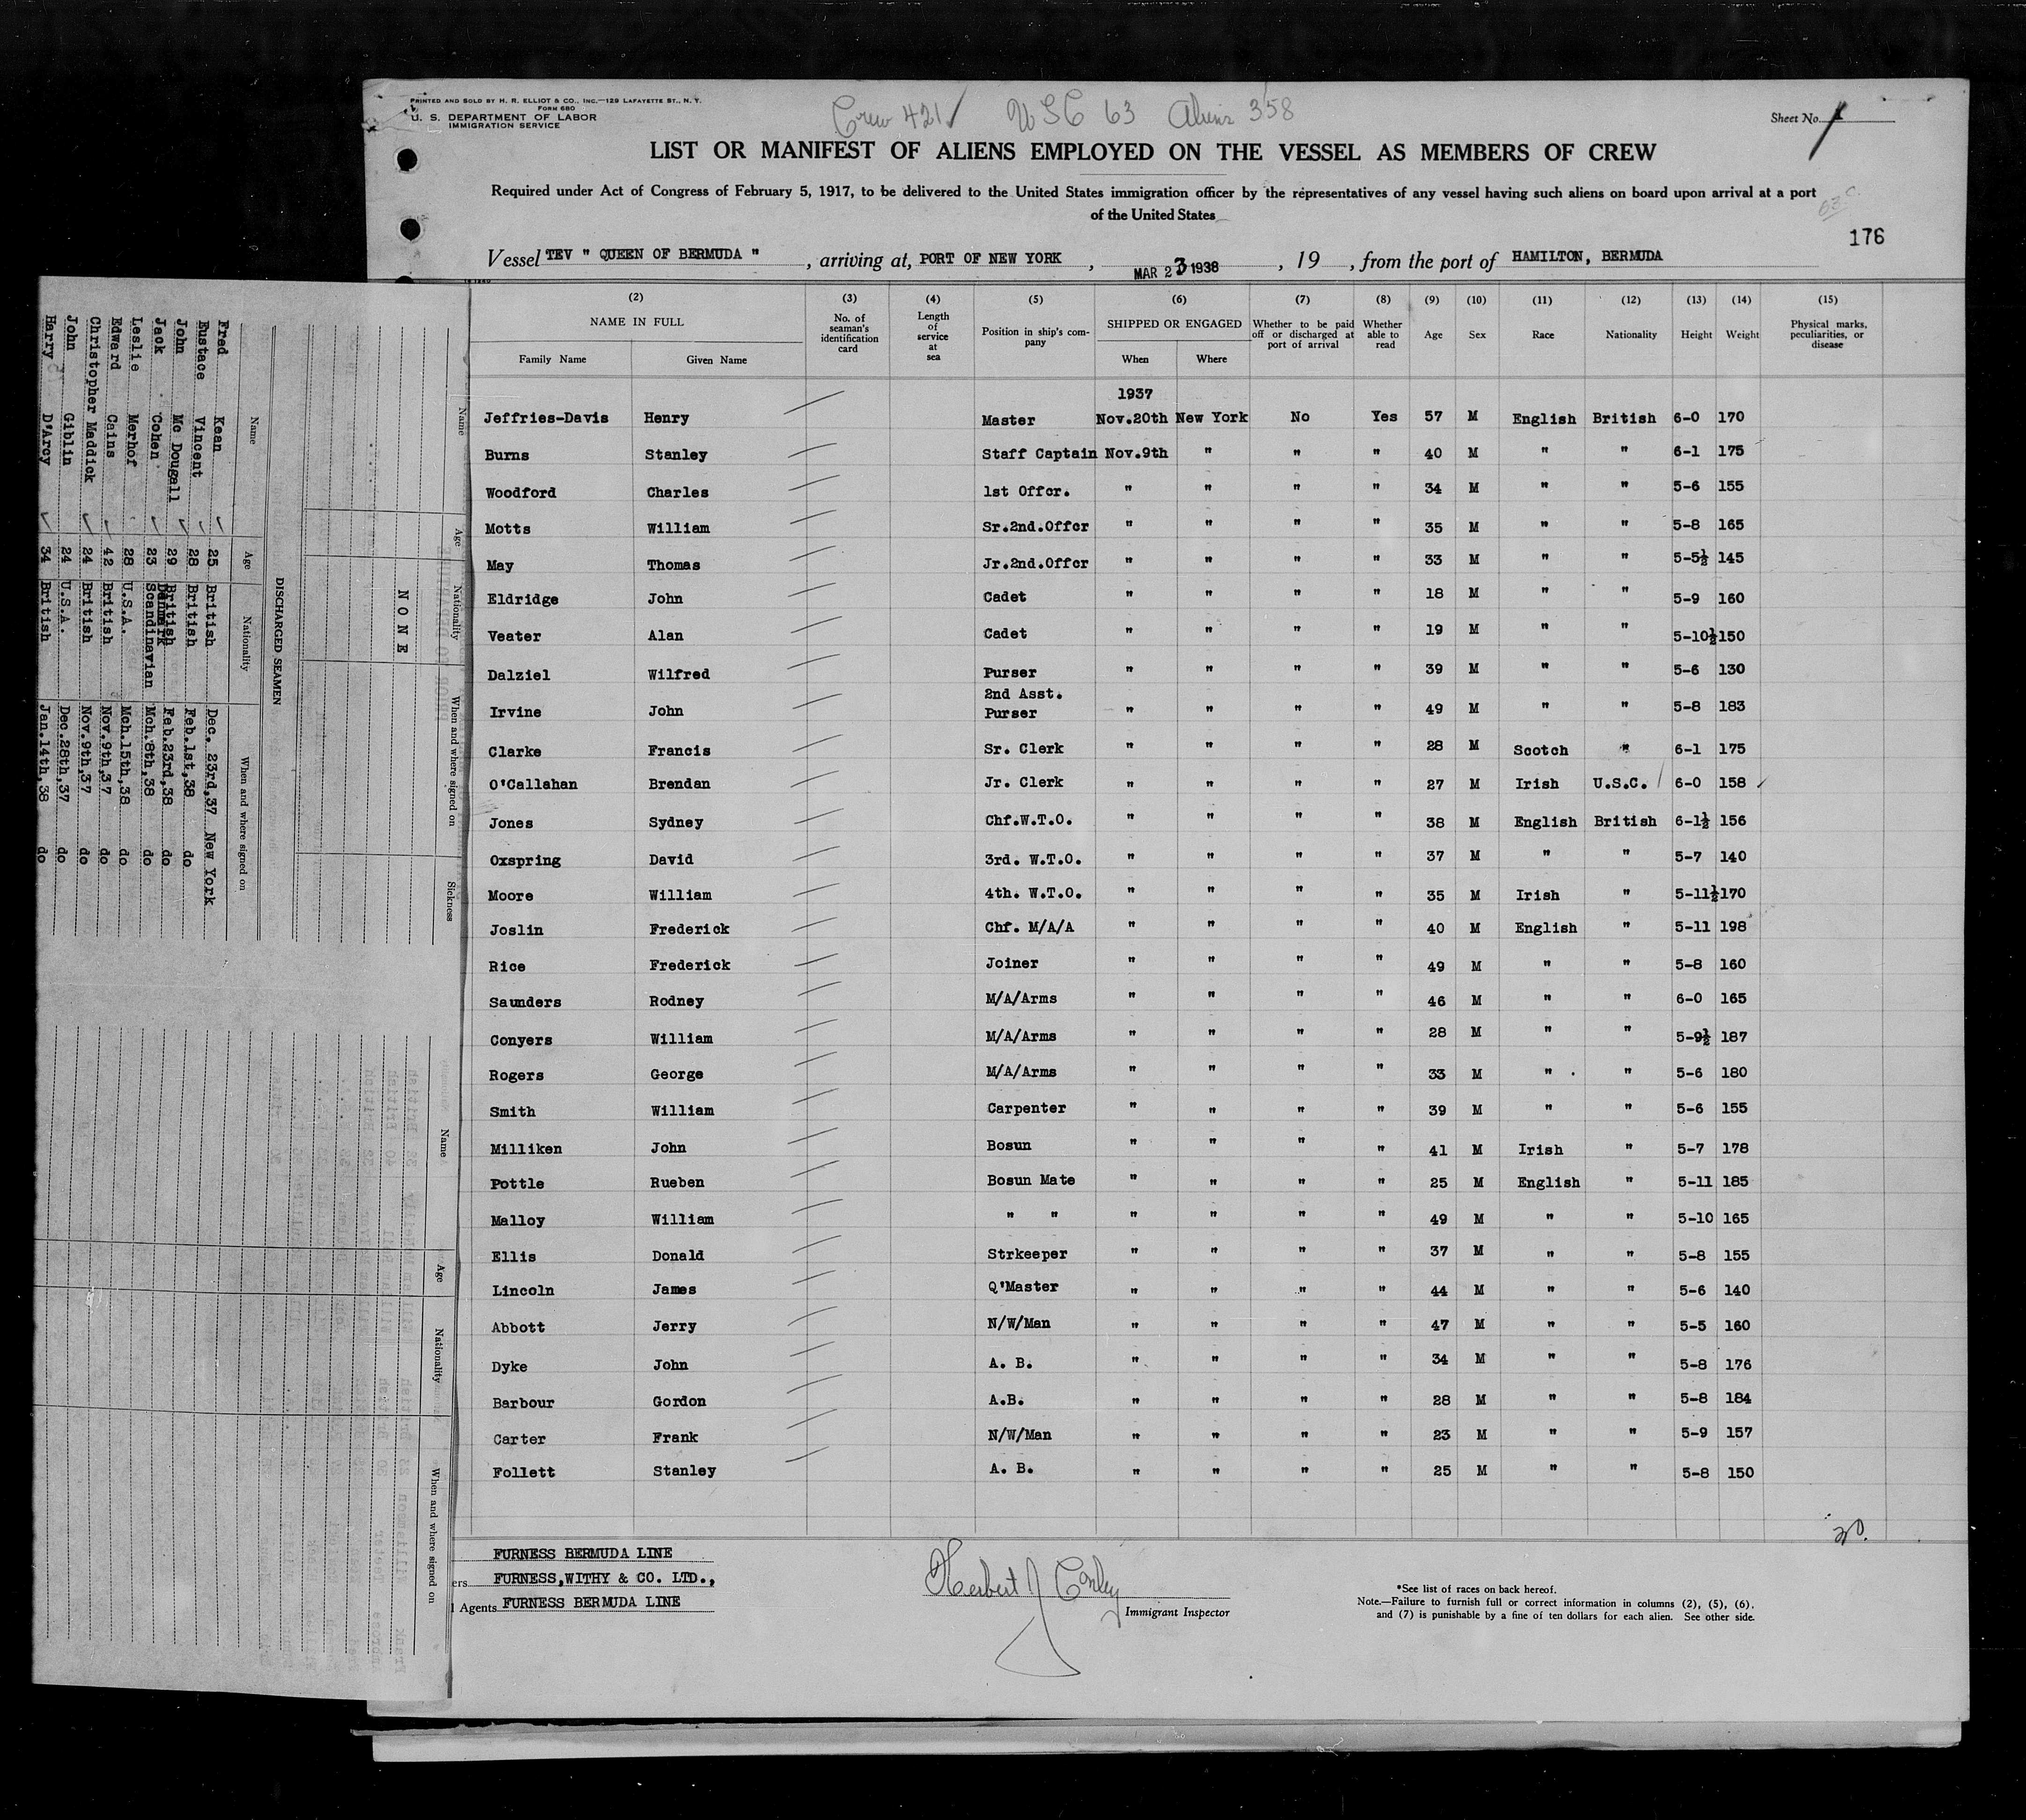 PRINTED AND SOLD BY H. R. ELLIOT & CO., INC.—129 LAFAYETTE ST., N. Y.
FORM 680
U. S. DEPARTMENT OF LABOR
IMMIGRATION SERVICE
Crew 421 USC 63 Aliens 358
Sheet No. 1
LIST OR MANIFEST OF ALIENS EMPLOYED ON THE VESSEL AS MEMBERS OF CREW
Required under Act of Congress of February 5, 1917, to be delivered to the United States immigration officer by the representatives of any vessel having such aliens on board upon arrival at a port
of the United States
176
Vessel TEV " QUEEN OF BERMUDA ", arriving at, PORT OF NEW YORK, MAR 23 1938, 19 , from the port of HAMILTON, BERMUDA
(2) (3) (4) (5) (6) (7) (8) (9) (10) (11) (12) (13) (14) (15)
NAME IN FULL Family Name Given Name
No. of seaman's identification card
Length of service at sea
Position in ship's company
SHIPPED OR ENGAGED When Where
Whether to be paid off or discharged at port of arrival
Whether able to read
Age Sex Race Nationality Height Weight
Physical marks, peculiarities, or disease
1937
Jeffries-Davis Henry Master Nov.20th New York No Yes 57 M English British 6-0 170
Burns Stanley Staff Captain Nov.9th " " " 40 M " " 6-1 175
Woodford Charles 1st Offcr. " " " " 34 M " " 5-6 155
Motts William Sr.2nd.Offcr " " " " 35 M " " 5-8 165
May Thomas Jr.2nd.Offcr " " " " 33 M " " 5-5½ 145
Eldridge John Cadet " " " " 18 M " " 5-9 160
Veater Alan Cadet " " " " 19 M " " 5-10½ 150
Dalziel Wilfred Purser " " " " 39 M " " 5-6 130
Irvine John 2nd Asst. Purser " " " " 49 M " " 5-8 183
Clarke Francis Sr. Clerk " " " " 28 M Scotch " 6-1 175
O'Callahan Brendan Jr. Clerk " " " " 27 M Irish U.S.C. 6-0 158
Jones Sydney Chf.W.T.O. " " " " 38 M English British 6-1½ 156
Oxspring David 3rd. W.T.O. " " " " 37 M " " 5-7 140
Moore William 4th. W.T.O. " " " " 35 M Irish " 5-11½ 170
Joslin Frederick Chf. M/A/A " " " " 40 M English " 5-11 198
Rice Frederick Joiner " " " " 49 M " " 5-8 160
Saunders Rodney M/A/Arms " " " " 46 M " " 6-0 165
Conyers William M/A/Arms " " " " 28 M " " 5-9½ 187
Rogers George M/A/Arms " " " " 33 M " " 5-6 180
Smith William Carpenter " " " " 39 M " " 5-6 155
Milliken John Bosun " " " " 41 M Irish " 5-7 178
Pottle Rueben Bosun Mate " " " " 25 M English " 5-11 185
Malloy William " " " " " " 49 M " " 5-10 165
Ellis Donald Strkeeper " " " " 37 M " " 5-8 155
Lincoln James Q'Master " " " " 44 M " " 5-6 140
Abbott Jerry N/W/Man " " " " 47 M " " 5-5 160
Dyke John A. B. " " " " 34 M " " 5-8 176
Barbour Gordon A.B. " " " " 28 M " " 5-8 184
Carter Frank N/W/Man " " " " 23 M " " 5-9 157
Follett Stanley A. B. " " " " 25 M " " 5-8 150
30.
FURNESS BERMUDA LINE
ers FURNESS,WITHY & CO. LTD.,
l Agents FURNESS BERMUDA LINE
Herbert J Conley
Immigrant Inspector
*See list of races on back hereof.
Note.—Failure to furnish full or correct information in columns (2), (5), (6),
and (7) is punishable by a fine of ten dollars for each alien. See other side.
Name Age Nationality When and where signed on Sickness
NONE
DISCHARGED SEAMEN
Name Age Nationality When and where signed on
Fred Kean 25 British Dec. 23rd,37 New York
Eustace Vincent 28 British Feb.1st,38 do
John Mc Dougall 29 British Feb.23rd,38 do
Jack Cohen 23 Scandinavian Mch.8th,38 do
Leslie Merhof 28 U.S.A. Mch.15th,38 do
Edward Cains 42 British Nov.9th,37 do
Christopher Maddick 24 British Nov.9th,37 do
John Giblin 24 U.S.A. Dec.28th,37 do
Harry D'Arcy 34 British Jan.14th,38 do
Name Age Nationality When and where signed on